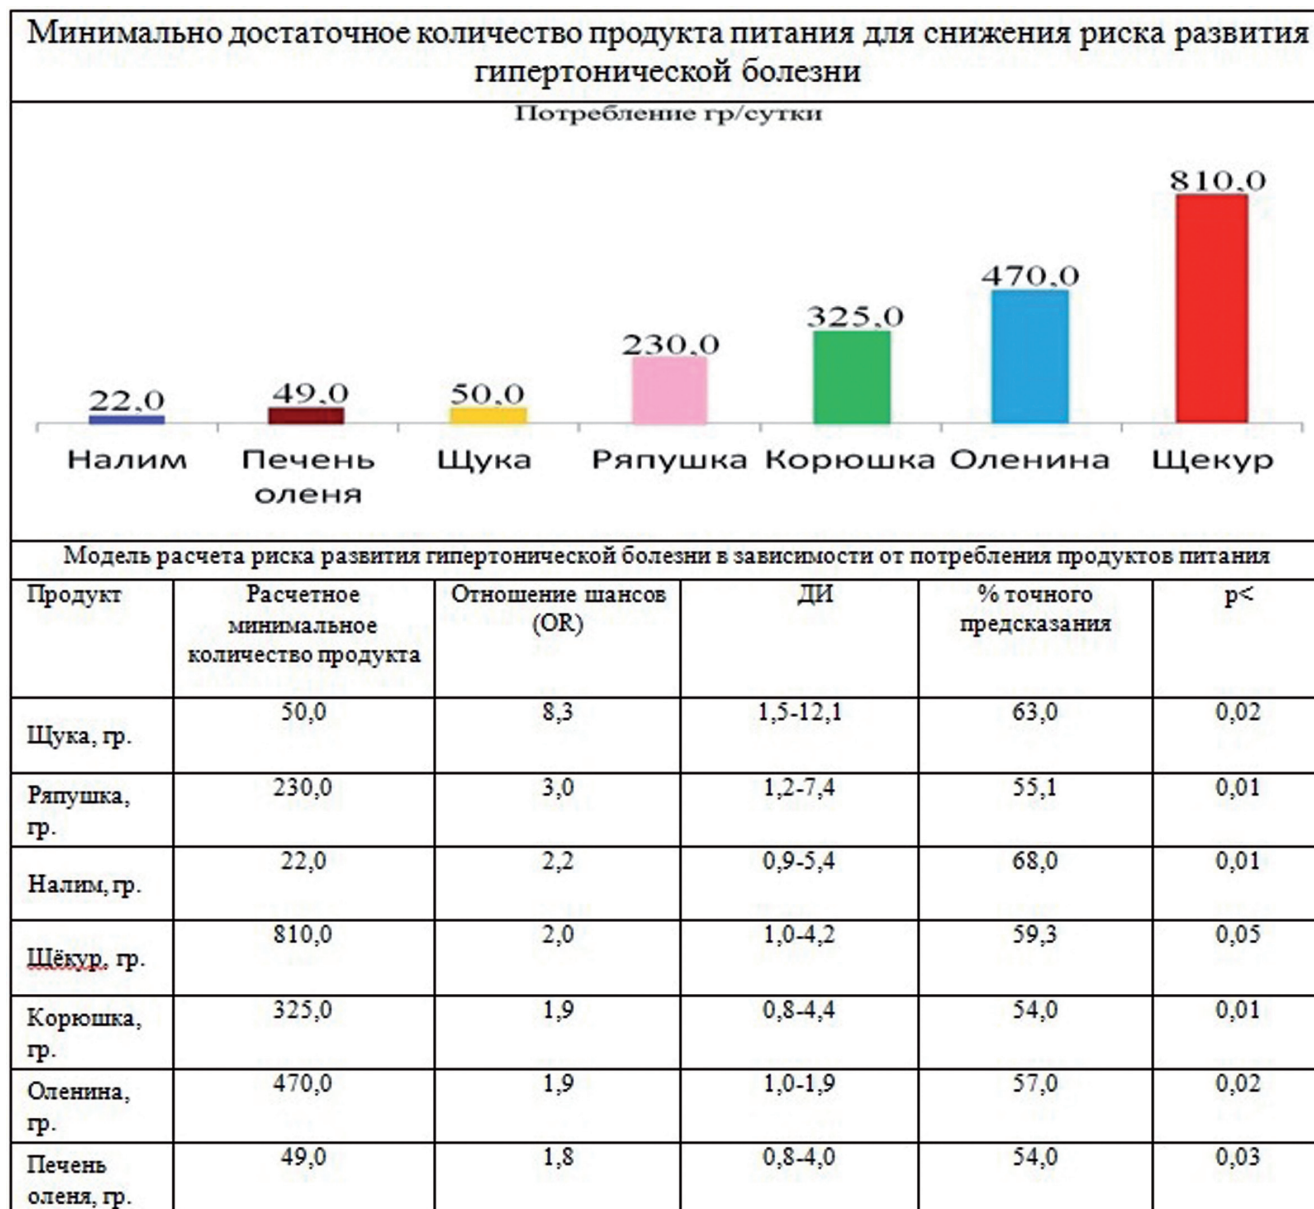 Минимально достаточное количество продукта питания для снижения риска развития
гипертонической болезни
Потребление гр/сутки
22,0
49,0
50,0
230,0
325,0
470,0
810,0
Налим
Печень
оленя
Щука
Ряпушка
Корюшка
Оленина
Щекур
Модель расчета риска развития гипертонической болезни в зависимости от потребления продуктов питания
Продукт
Расчетное
минимальное
количество продукта
Отношение шансов
(OR)
ДИ
% точного
предсказания
p<
Щука, гр.
50,0
8,3
1,5-12,1
63,0
0,02
Ряпушка,
гр.
230,0
3,0
1,2-7,4
55,1
0,01
Налим, гр.
22,0
2,2
0,9-5,4
68,0
0,01
Щёкур, гр.
810,0
2,0
1,0-4,2
59,3
0,05
Корюшка,
гр.
325,0
1,9
0,8-4,4
54,0
0,01
Оленина,
гр.
470,0
1,9
1,0-1,9
57,0
0,02
Печень
оленя, гр.
49,0
1,8
0,8-4,0
54,0
0,03